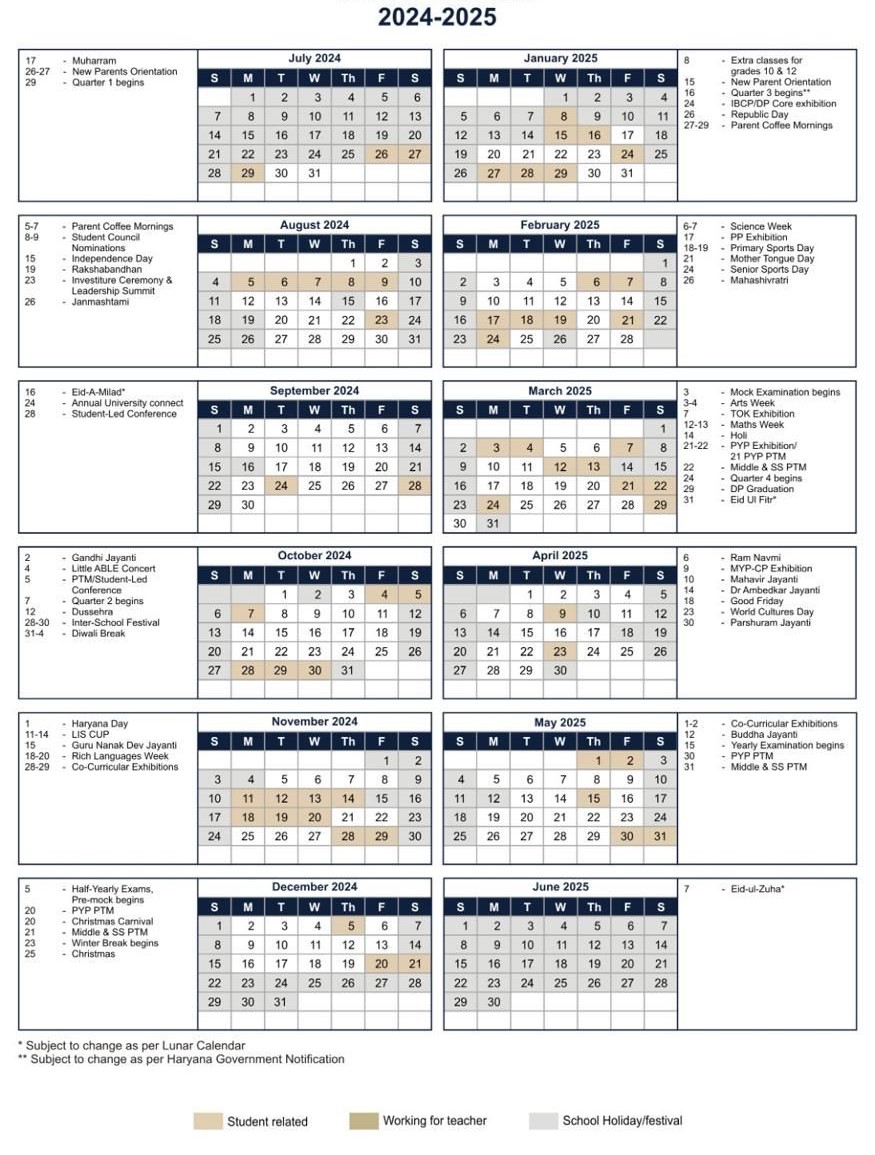 2024-2025
17 - Muharram
26-27 - New Parents Orientation
29 - Quarter 1 begins
July 2024
S M T W Th F S
1 2 3 4 5 6
7 8 9 10 11 12 13
14 15 16 17 18 19 20
21 22 23 24 25 26 27
28 29 30 31
January 2025
S M T W Th F S
1 2 3 4
5 6 7 8 9 10 11
12 13 14 15 16 17 18
19 20 21 22 23 24 25
26 27 28 29 30 31
8 - Extra classes for
grades 10 & 12
15 - New Parent Orientation
16 - Quarter 3 begins**
24 - IBCP/DP Core exhibition
26 - Republic Day
27-29 - Parent Coffee Mornings
5-7 - Parent Coffee Mornings
8-9 - Student Council
Nominations
15 - Independence Day
19 - Rakshabandhan
23 - Investiture Ceremony &
Leadership Summit
26 - Janmashtami
August 2024
S M T W Th F S
1 2 3
4 5 6 7 8 9 10
11 12 13 14 15 16 17
18 19 20 21 22 23 24
25 26 27 28 29 30 31
February 2025
S M T W Th F S
1
2 3 4 5 6 7 8
9 10 11 12 13 14 15
16 17 18 19 20 21 22
23 24 25 26 27 28
6-7 - Science Week
17 - PP Exhibition
18-19 - Primary Sports Day
21 - Mother Tongue Day
24 - Senior Sports Day
26 - Mahashivratri
16 - Eid-A-Milad*
24 - Annual University connect
28 - Student-Led Conference
September 2024
S M T W Th F S
1 2 3 4 5 6 7
8 9 10 11 12 13 14
15 16 17 18 19 20 21
22 23 24 25 26 27 28
29 30
March 2025
S M T W Th F S
1
2 3 4 5 6 7 8
9 10 11 12 13 14 15
16 17 18 19 20 21 22
23 24 25 26 27 28 29
30 31
3 - Mock Examination begins
3-4 - Arts Week
7 - TOK Exhibition
12-13 - Maths Week
14 - Holi
21-22 - PYP Exhibition/
21 PYP PTM
22 - Middle & SS PTM
24 - Quarter 4 begins
29 - DP Graduation
31 - Eid Ul Fitr*
2 - Gandhi Jayanti
4 - Little ABLE Concert
5 - PTM/Student-Led
Conference
7 - Quarter 2 begins
12 - Dussehra
28-30 - Inter-School Festival
31-4 - Diwali Break
October 2024
S M T W Th F S
1 2 3 4 5
6 7 8 9 10 11 12
13 14 15 16 17 18 19
20 21 22 23 24 25 26
27 28 29 30 31
April 2025
S M T W Th F S
1 2 3 4 5
6 7 8 9 10 11 12
13 14 15 16 17 18 19
20 21 22 23 24 25 26
27 28 29 30
6 - Ram Navmi
9 - MYP-CP Exhibition
10 - Mahavir Jayanti
14 - Dr Ambedkar Jayanti
18 - Good Friday
23 - World Cultures Day
30 - Parshuram Jayanti
1 - Haryana Day
11-14 - LIS CUP
15 - Guru Nanak Dev Jayanti
18-20 - Rich Languages Week
28-29 - Co-Curricular Exhibitions
November 2024
S M T W Th F S
1 2
3 4 5 6 7 8 9
10 11 12 13 14 15 16
17 18 19 20 21 22 23
24 25 26 27 28 29 30
May 2025
S M T W Th F S
1 2 3
4 5 6 7 8 9 10
11 12 13 14 15 16 17
18 19 20 21 22 23 24
25 26 27 28 29 30 31
1-2 - Co-Curricular Exhibitions
12 - Buddha Jayanti
15 - Yearly Examination begins
30 - PYP PTM
31 - Middle & SS PTM
5 - Half-Yearly Exams,
Pre-mock begins
20 - PYP PTM
20 - Christmas Carnival
21 - Middle & SS PTM
23 - Winter Break begins
25 - Christmas
December 2024
S M T W Th F S
1 2 3 4 5 6 7
8 9 10 11 12 13 14
15 16 17 18 19 20 21
22 23 24 25 26 27 28
29 30 31
June 2025
S M T W Th F S
1 2 3 4 5 6 7
8 9 10 11 12 13 14
15 16 17 18 19 20 21
22 23 24 25 26 27 28
29 30
7 - Eid-ul-Zuha*
* Subject to change as per Lunar Calendar
** Subject to change as per Haryana Government Notification
Student related
Working for teacher
School Holiday/festival